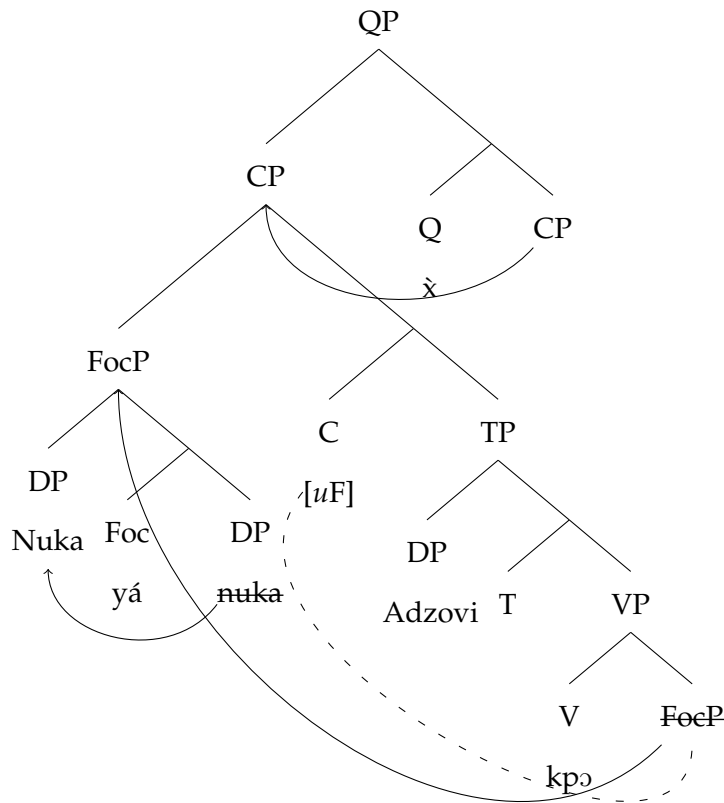 QP
CP
Q
CP
x̀
FocP
C
TP
DP
[uF]
Nuka
Foc
DP
DP
yá
nuka
Adzovi
T
VP
V
FocP
kpɔ